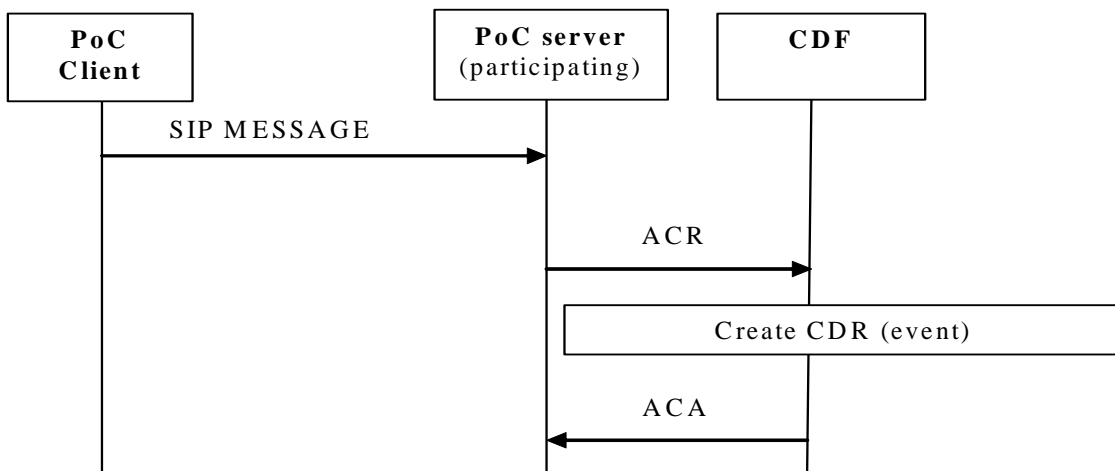 PoC
Client
PoC server
(participating)
CDF
SIP MESSAGE
ACR
Create CDR (event)
ACA